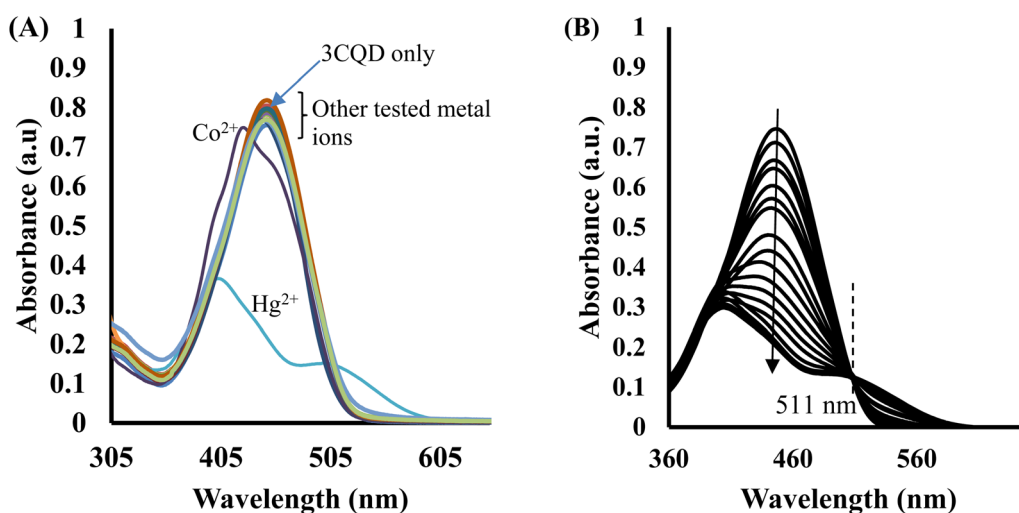 (A)
Absorbance (a.u)
1
0.9
0.8
0.7
0.6
0.5
0.4
0.3
0.2
0.1
0
3CQD only
Other tested metal
ions
Co²⁺
Hg²⁺
305
405
505
605
Wavelength (nm)
(B)
Absorbance (a.u.)
1
0.9
0.8
0.7
0.6
0.5
0.4
0.3
0.2
0.1
0
511 nm
360
460
560
Wavelength (nm)